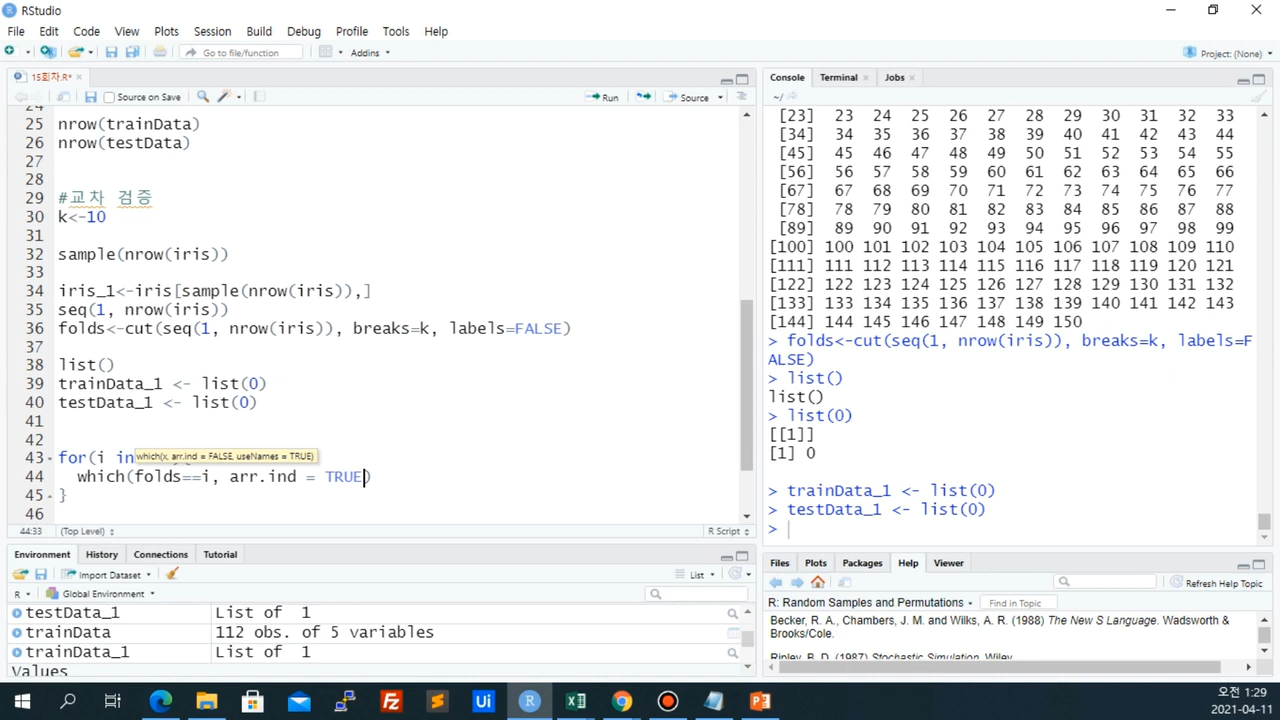 RStudio
File Edit Code View Plots Session Build Debug Profile Tools Help
Go to file/function Addins Project: (None)
15회차.R*
Source on Save Run Source
24
25 nrow(trainData)
26 nrow(testData)
27
28
29 #교차 검증
30 k<-10
31
32 sample(nrow(iris))
33
34 iris_1<-iris[sample(nrow(iris)),]
35 seq(1, nrow(iris))
36 folds<-cut(seq(1, nrow(iris)), breaks=k, labels=FALSE)
37
38 list()
39 trainData_1 <- list(0)
40 testData_1 <- list(0)
41
42
which(x, arr.ind = FALSE, useNames = TRUE)
43 for(i in
44 which(folds==i, arr.ind = TRUE)
45 }
46
44:33 (Top Level) R Script
Environment History Connections Tutorial
Import Dataset List
R Global Environment
testData_1 List of 1
trainData 112 obs. of 5 variables
trainData_1 List of 1
Values
Console Terminal Jobs
~/
[23] 23 24 25 26 27 28 29 30 31 32 33
[34] 34 35 36 37 38 39 40 41 42 43 44
[45] 45 46 47 48 49 50 51 52 53 54 55
[56] 56 57 58 59 60 61 62 63 64 65 66
[67] 67 68 69 70 71 72 73 74 75 76 77
[78] 78 79 80 81 82 83 84 85 86 87 88
[89] 89 90 91 92 93 94 95 96 97 98 99
[100] 100 101 102 103 104 105 106 107 108 109 110
[111] 111 112 113 114 115 116 117 118 119 120 121
[122] 122 123 124 125 126 127 128 129 130 131 132
[133] 133 134 135 136 137 138 139 140 141 142 143
[144] 144 145 146 147 148 149 150
> folds<-cut(seq(1, nrow(iris)), breaks=k, labels=F
ALSE)
> list()
list()
> list(0)
[[1]]
[1] 0
> trainData_1 <- list(0)
> testData_1 <- list(0)
>
Files Plots Packages Help Viewer
Refresh Help Topic
R: Random Samples and Permutations Find in Topic
Becker, R. A., Chambers, J. M. and Wilks, A. R. (1988) The New S Language. Wadsworth &
Brooks/Cole.
Ripley, B. D. (1987) Stochastic Simulation. Wiley.
오전 1:29
2021-04-11